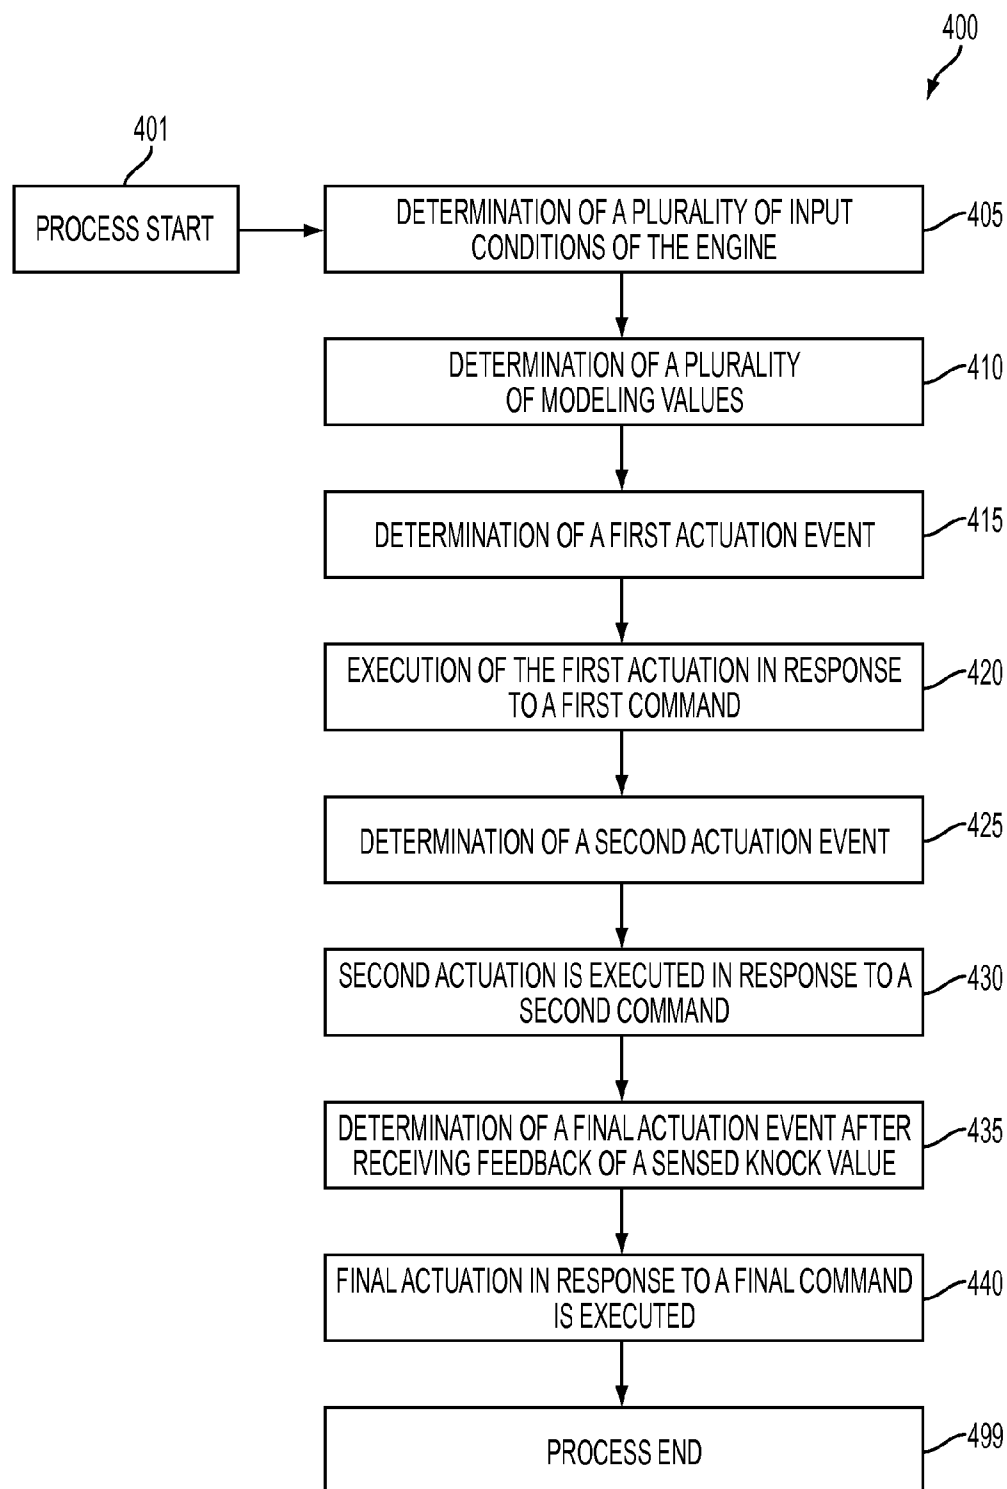 400
401
PROCESS START
DETERMINATION OF A PLURALITY OF INPUT
CONDITIONS OF THE ENGINE
405
DETERMINATION OF A PLURALITY
OF MODELING VALUES
410
DETERMINATION OF A FIRST ACTUATION EVENT
415
EXECUTION OF THE FIRST ACTUATION IN RESPONSE
TO A FIRST COMMAND
420
DETERMINATION OF A SECOND ACTUATION EVENT
425
SECOND ACTUATION IS EXECUTED IN RESPONSE TO A
SECOND COMMAND
430
DETERMINATION OF A FINAL ACTUATION EVENT AFTER
RECEIVING FEEDBACK OF A SENSED KNOCK VALUE
435
FINAL ACTUATION IN RESPONSE TO A FINAL COMMAND
IS EXECUTED
440
PROCESS END
499